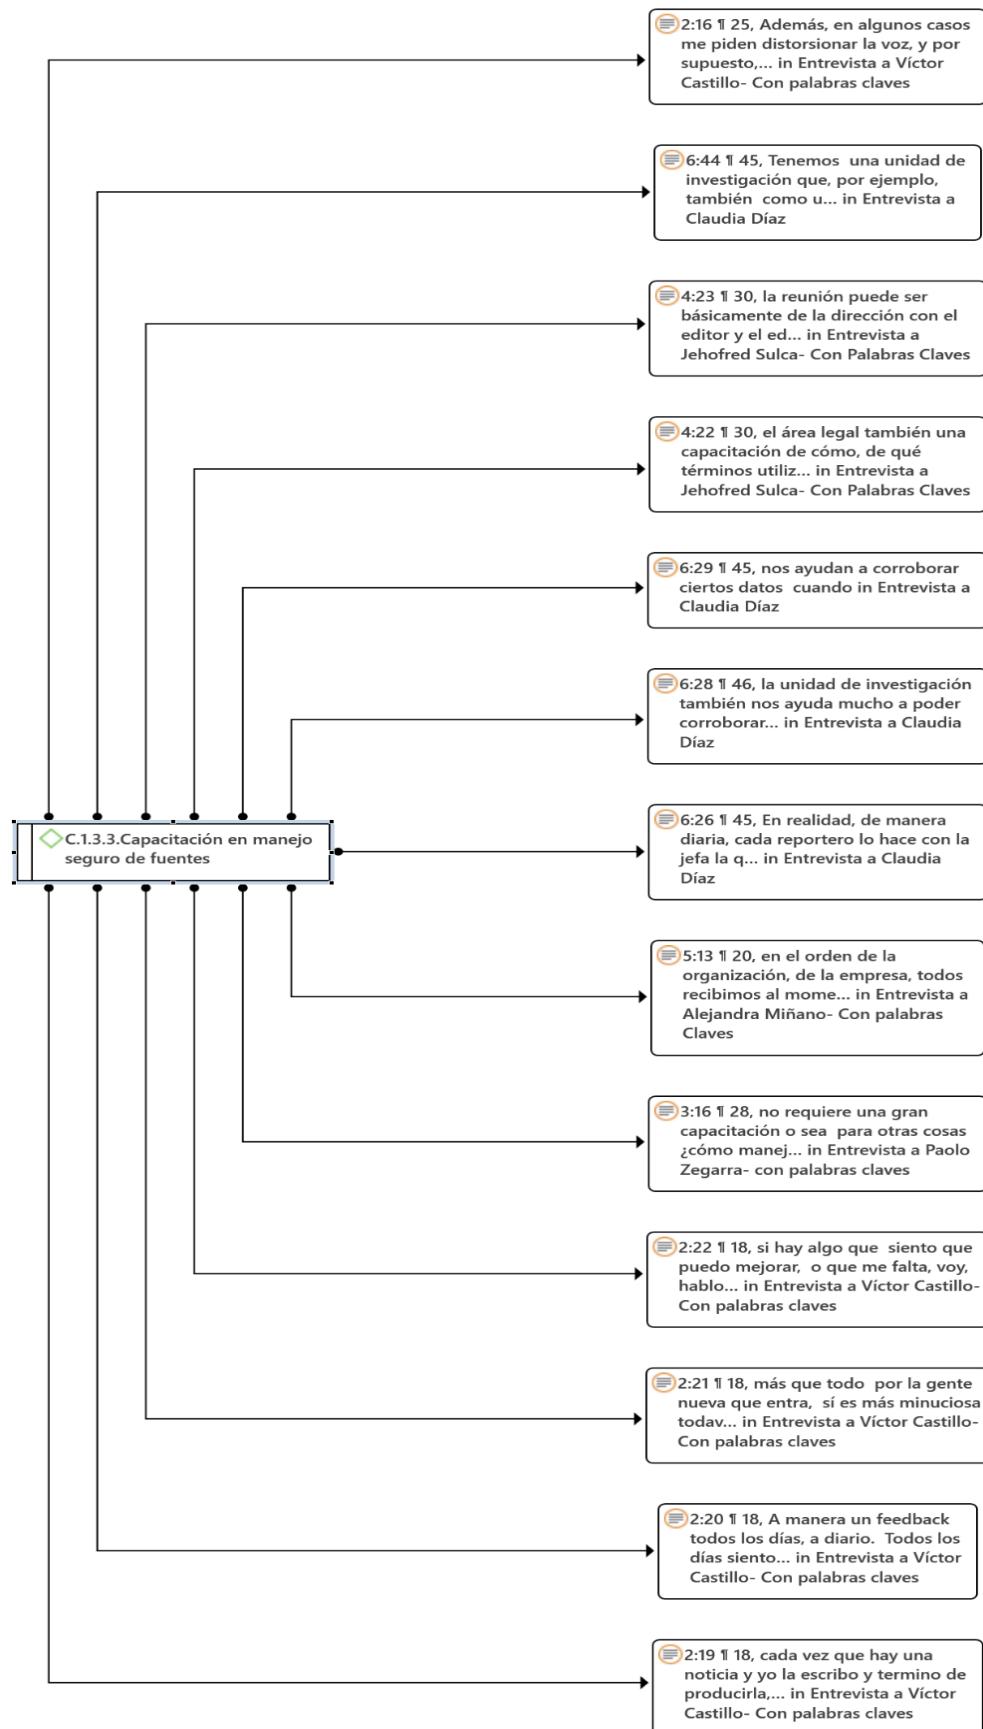 2:16 ¶ 25, Además, en algunos casos
me piden distorsionar la voz, y por
supuesto,... in Entrevista a Víctor
Castillo- Con palabras claves
6:44 ¶ 45, Tenemos  una unidad de
investigación que, por ejemplo,
también  como u... in Entrevista a
Claudia Díaz
4:23 ¶ 30, la reunión puede ser
básicamente de la dirección con el
editor y el ed... in Entrevista a
Jehofred Sulca- Con Palabras Claves
4:22 ¶ 30, el área legal también una
capacitación de cómo, de qué
términos utiliz... in Entrevista a
Jehofred Sulca- Con Palabras Claves
6:29 ¶ 45, nos ayudan a corroborar
ciertos datos  cuando in Entrevista a
Claudia Díaz
6:28 ¶ 46, la unidad de investigación
también nos ayuda mucho a poder
corroborar... in Entrevista a Claudia
Díaz
C.1.3.3.Capacitación en manejo
seguro de fuentes
6:26 ¶ 45, En realidad, de manera
diaria, cada reportero lo hace con la
jefa la q... in Entrevista a Claudia
Díaz
5:13 ¶ 20, en el orden de la
organización, de la empresa, todos
recibimos al mome... in Entrevista a
Alejandra Miñano- Con palabras
Claves
3:16 ¶ 28, no requiere una gran
capacitación o sea  para otras cosas
¿cómo manej... in Entrevista a Paolo
Zegarra- con palabras claves
2:22 ¶ 18, si hay algo que  siento que
puedo mejorar,  o que me falta, voy,
hablo... in Entrevista a Víctor Castillo-
Con palabras claves
2:21 ¶ 18, más que todo  por la gente
nueva que entra,  sí es más minuciosa
todav... in Entrevista a Víctor Castillo-
Con palabras claves
2:20 ¶ 18, A manera un feedback
todos los días, a diario.  Todos los
días siento... in Entrevista a Víctor
Castillo- Con palabras claves
2:19 ¶ 18, cada vez que hay una
noticia y yo la escribo y termino de
producirla,... in Entrevista a Víctor
Castillo- Con palabras claves